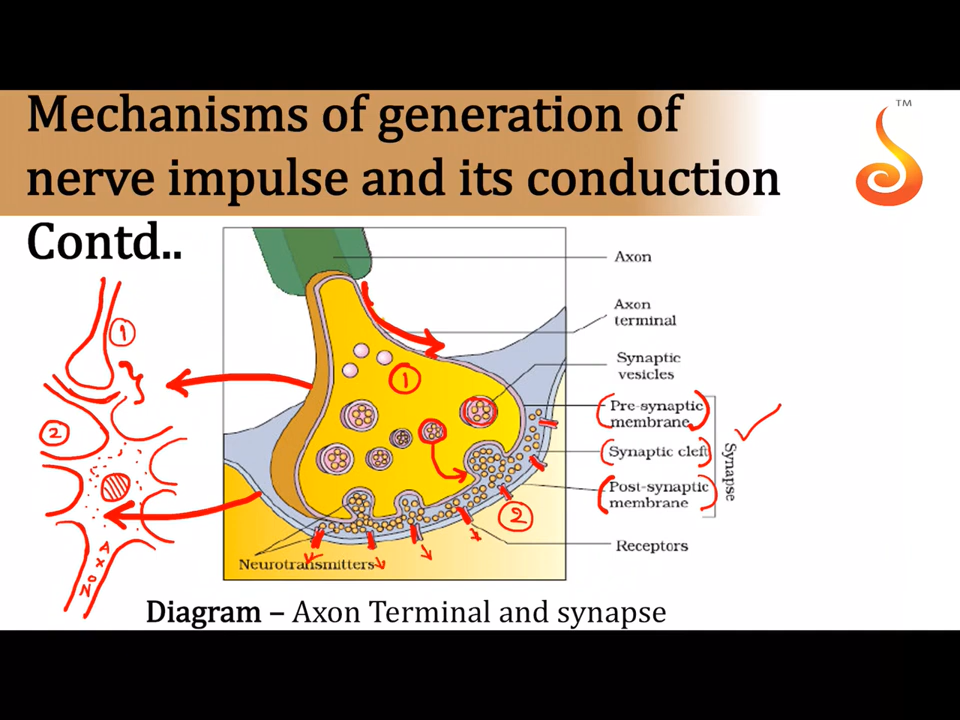 Mechanisms of generation of
nerve impulse and its conduction
Contd..
TM
Axon
Axon
terminal
Synaptic
vesicles
Pre-synaptic
membrane
Synaptic cleft
Post-synaptic
membrane
Synapse
Receptors
Neurotransmitters
1
2
1
2
AXON
Diagram – Axon Terminal and synapse